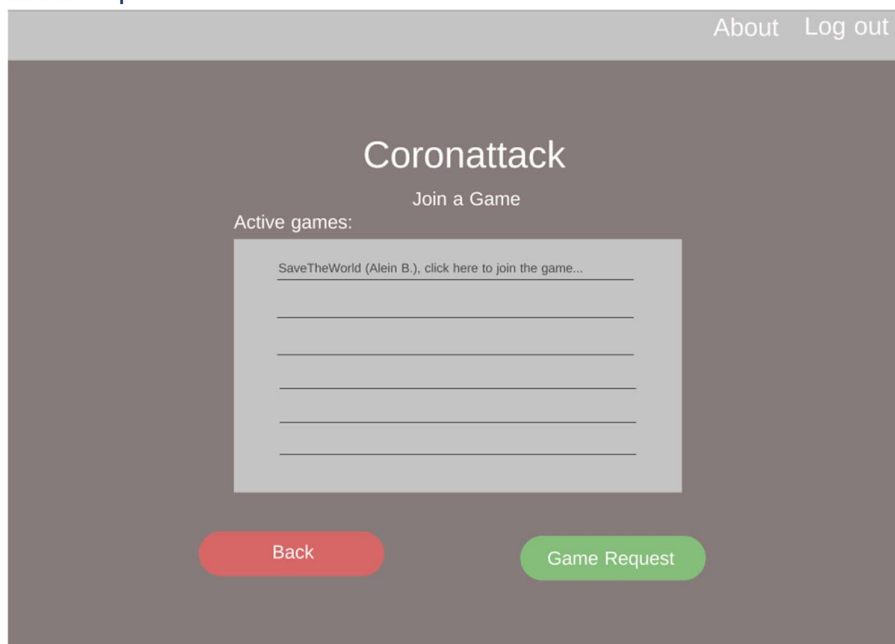 About Log out
Coronattack
Join a Game
Active games:
SaveTheWorld (Alein B.), click here to join the game...
Back
Game Request